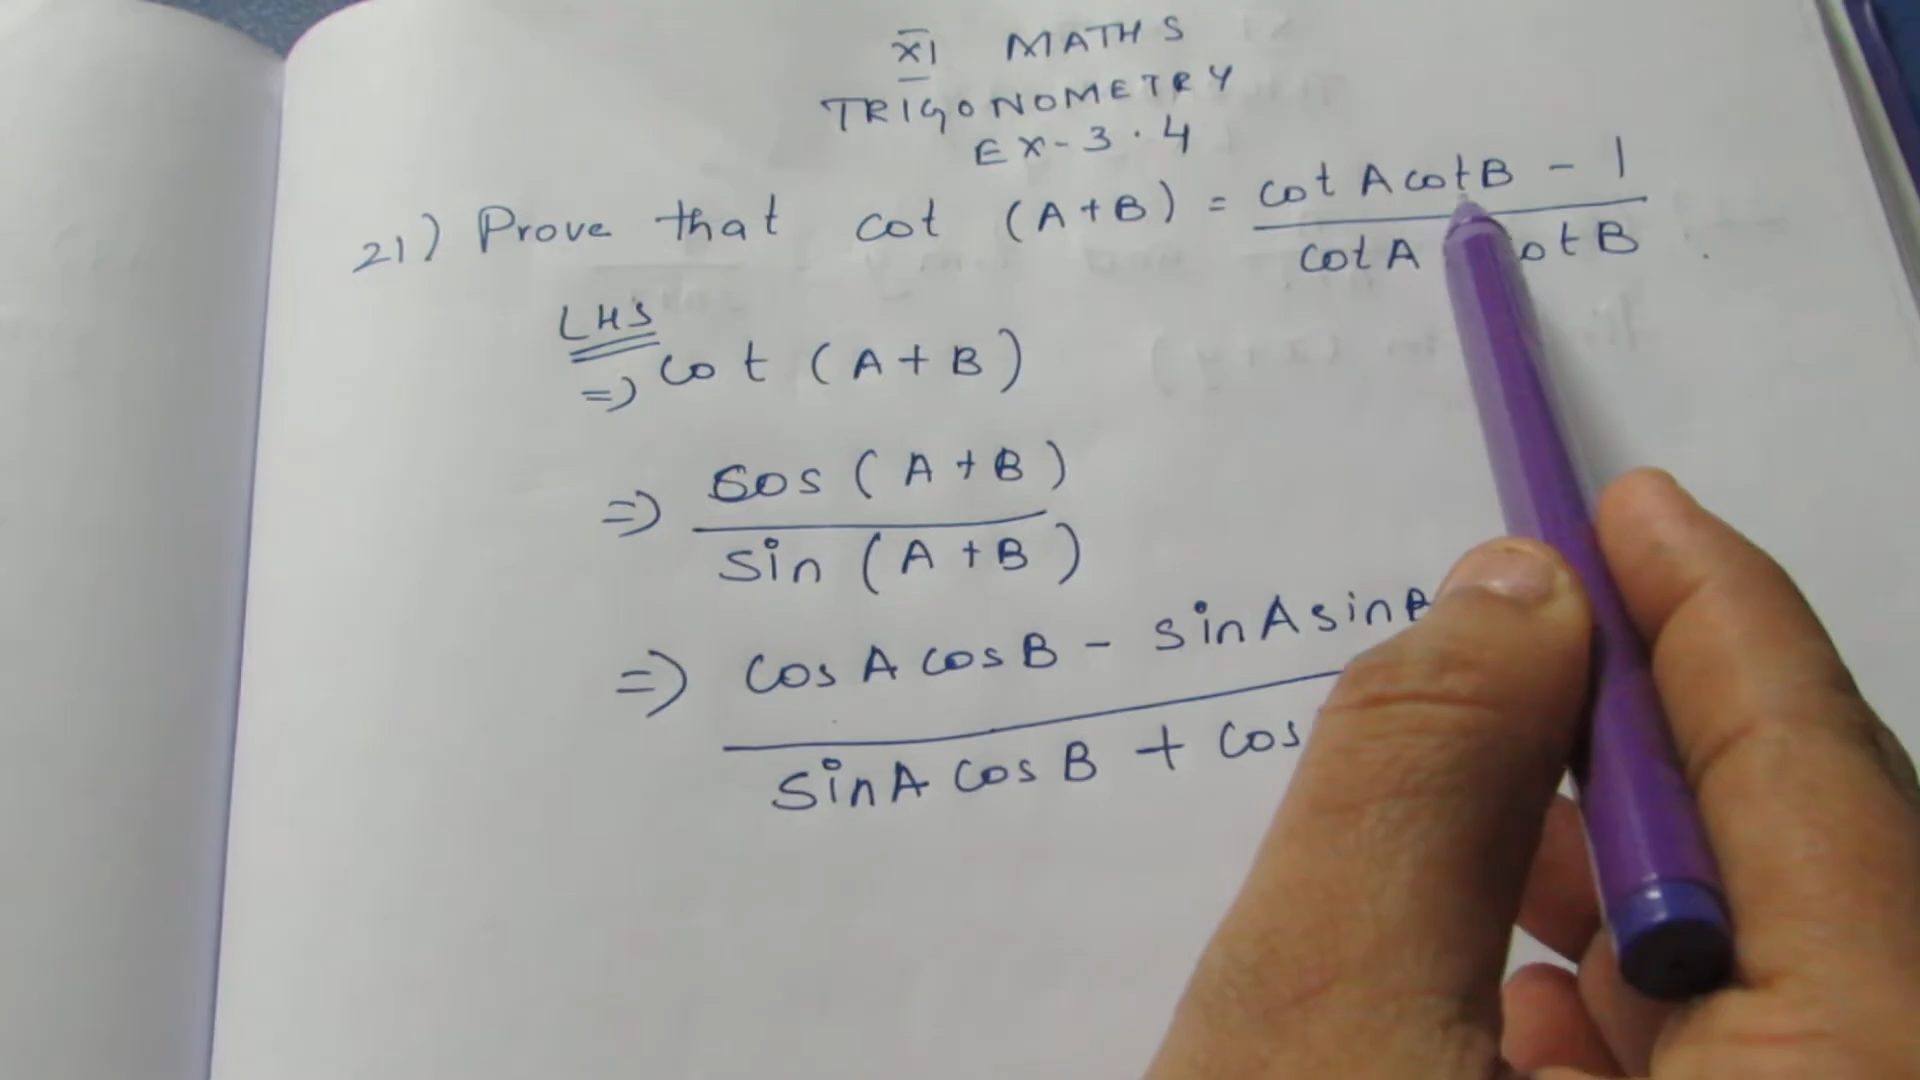 XI MATHS
TRIGONOMETRY
EX-3.4
21) Prove that cot (A+B) = cot A cot B - 1
cot A otB
LHS
=> cot (A+B)
=> cos (A+B)
sin (A+B)
=> cos A cos B - sin A sin B
sin A cos B + cos